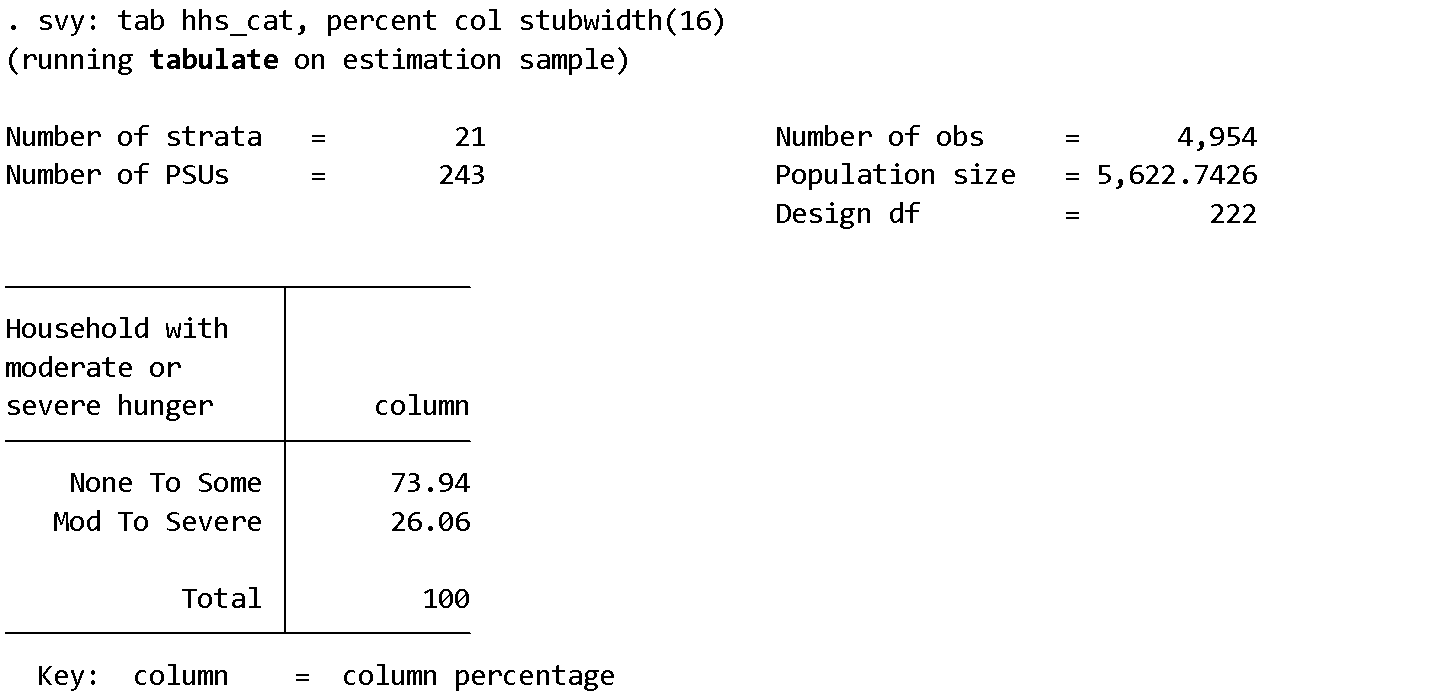 . svy: tab hhs_cat, percent col stubwidth(16)
(running tabulate on estimation sample)
Number of strata = 21 Number of obs = 4,954
Number of PSUs = 243 Population size = 5,622.7426
Design df = 222
Household with
moderate or
severe hunger column
None To Some 73.94
Mod To Severe 26.06
Total 100
Key: column = column percentage